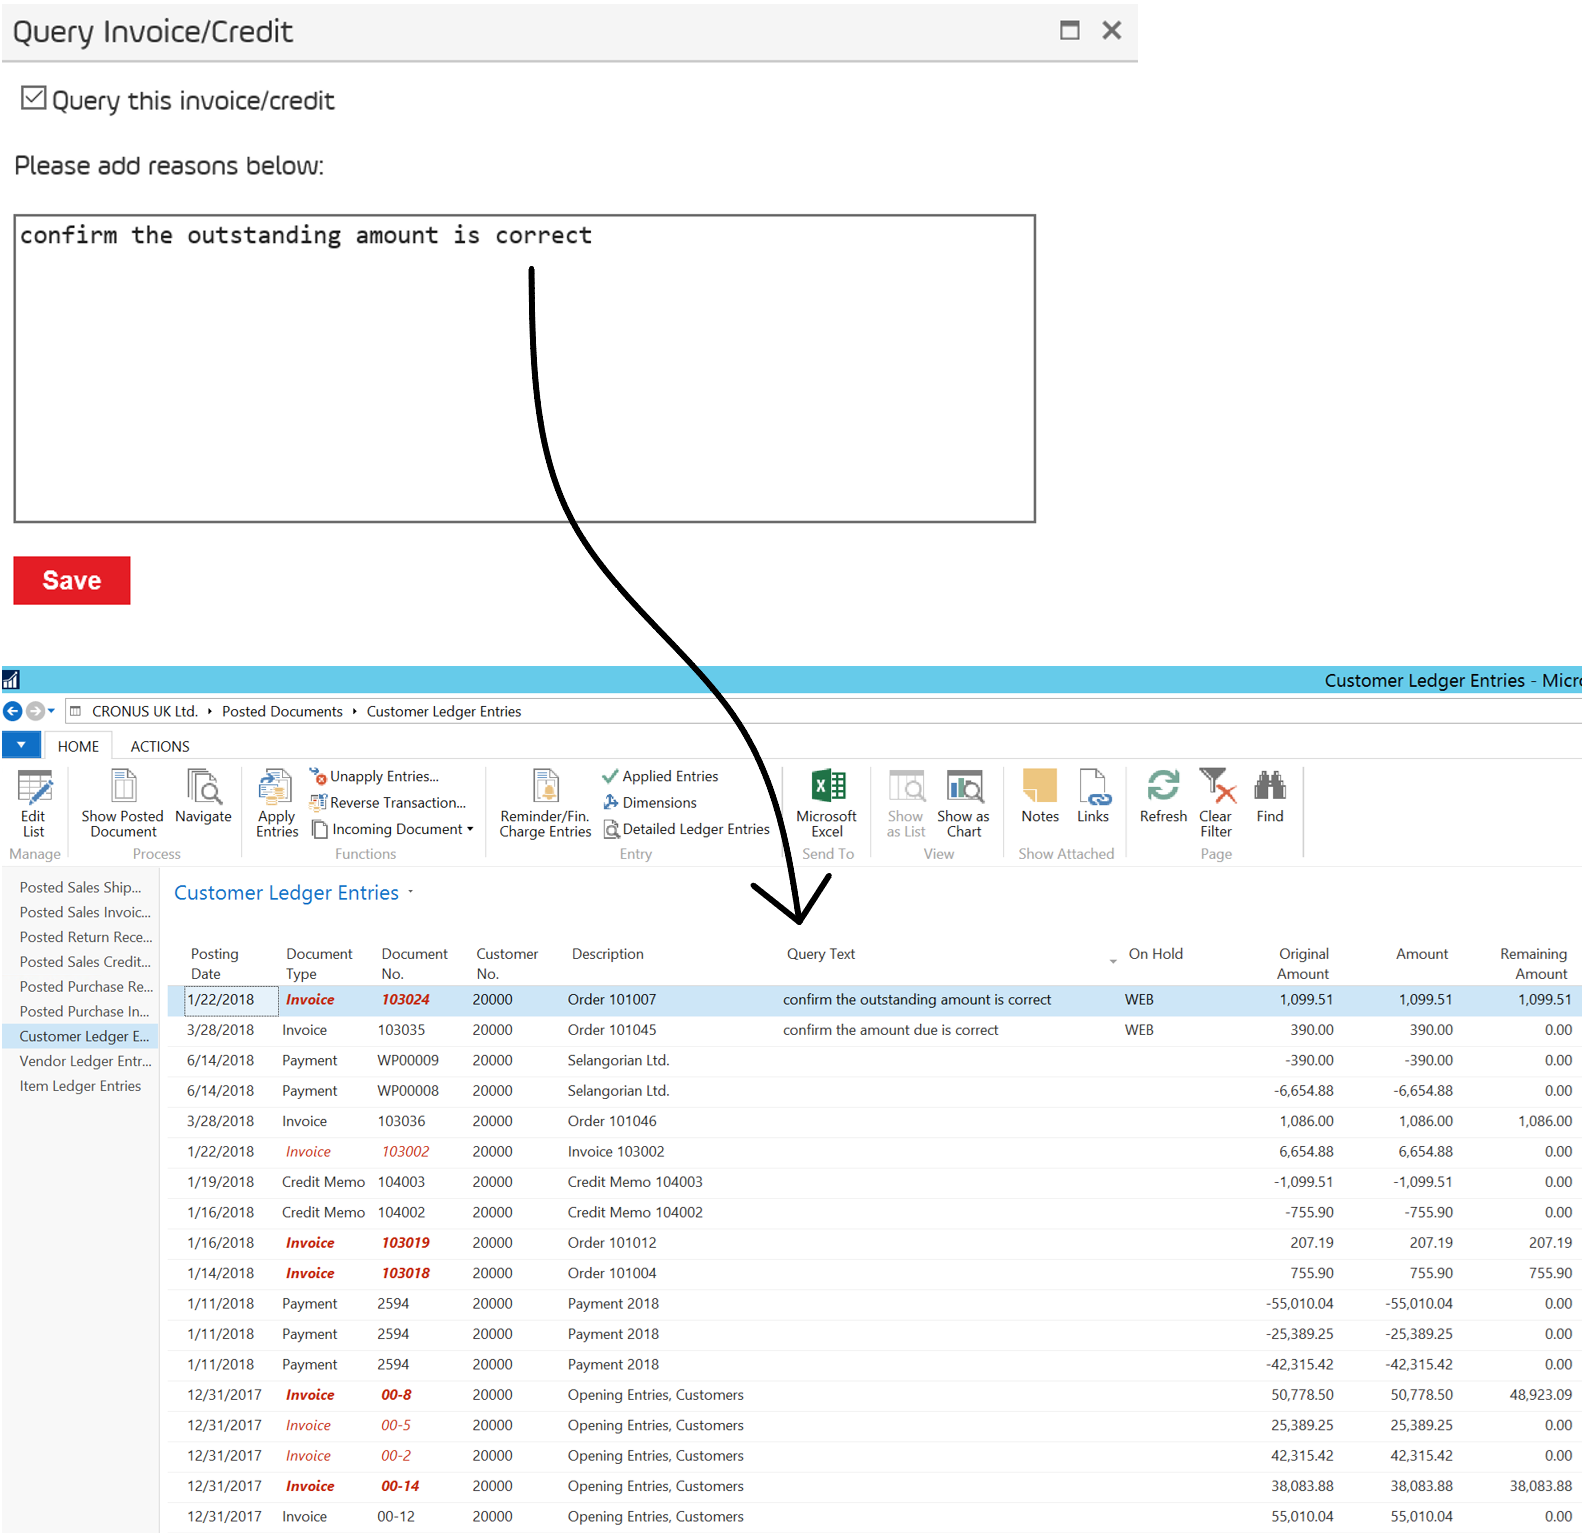 Query Invoice/Credit
Query this invoice/credit
Please add reasons below:
confirm the outstanding amount is correct
Save
Customer Ledger Entries - Micro
CRONUS UK Ltd. Posted Documents Customer Ledger Entries
HOME ACTIONS
Edit List
Show Posted Document
Navigate
Apply Entries
Unapply Entries...
Reverse Transaction...
Incoming Document
Reminder/Fin. Charge Entries
Applied Entries
Dimensions
Detailed Ledger Entries
Microsoft Excel
Show as List
Show as Chart
Notes
Links
Refresh
Clear Filter
Find
Manage Process Functions Entry Send To View Show Attached Page
Posted Sales Ship...
Posted Sales Invoic...
Posted Return Rece...
Posted Sales Credit...
Posted Purchase Re...
Posted Purchase In...
Customer Ledger E...
Vendor Ledger Entr...
Item Ledger Entries
Customer Ledger Entries
Posting Date Document Type Document No. Customer No. Description Query Text On Hold Original Amount Amount Remaining Amount
1/22/2018 Invoice 103024 20000 Order 101007 confirm the outstanding amount is correct WEB 1,099.51 1,099.51 1,099.51
3/28/2018 Invoice 103035 20000 Order 101045 confirm the amount due is correct WEB 390.00 390.00 0.00
6/14/2018 Payment WP00009 20000 Selangorian Ltd. -390.00 -390.00 0.00
6/14/2018 Payment WP00008 20000 Selangorian Ltd. -6,654.88 -6,654.88 0.00
3/28/2018 Invoice 103036 20000 Order 101046 1,086.00 1,086.00 1,086.00
1/22/2018 Invoice 103002 20000 Invoice 103002 6,654.88 6,654.88 0.00
1/19/2018 Credit Memo 104003 20000 Credit Memo 104003 -1,099.51 -1,099.51 0.00
1/16/2018 Credit Memo 104002 20000 Credit Memo 104002 -755.90 -755.90 0.00
1/16/2018 Invoice 103019 20000 Order 101012 207.19 207.19 207.19
1/14/2018 Invoice 103018 20000 Order 101004 755.90 755.90 755.90
1/11/2018 Payment 2594 20000 Payment 2018 -55,010.04 -55,010.04 0.00
1/11/2018 Payment 2594 20000 Payment 2018 -25,389.25 -25,389.25 0.00
1/11/2018 Payment 2594 20000 Payment 2018 -42,315.42 -42,315.42 0.00
12/31/2017 Invoice 00-8 20000 Opening Entries, Customers 50,778.50 50,778.50 48,923.09
12/31/2017 Invoice 00-5 20000 Opening Entries, Customers 25,389.25 25,389.25 0.00
12/31/2017 Invoice 00-2 20000 Opening Entries, Customers 42,315.42 42,315.42 0.00
12/31/2017 Invoice 00-14 20000 Opening Entries, Customers 38,083.88 38,083.88 38,083.88
12/31/2017 Invoice 00-12 20000 Opening Entries, Customers 55,010.04 55,010.04 0.00